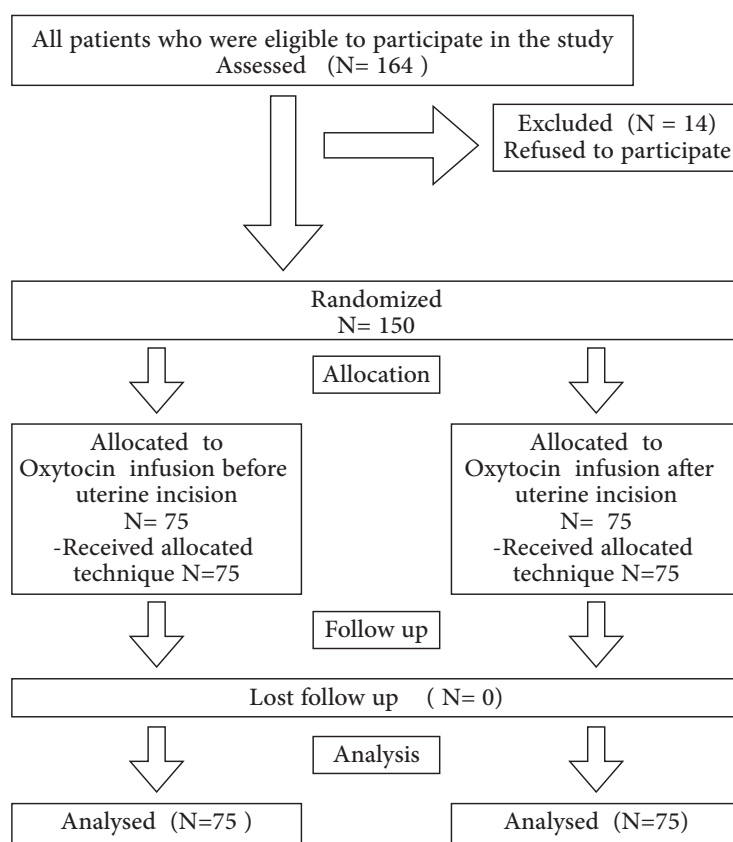 All patients who were eligible to participate in the study
Assessed (N= 164 )
Excluded (N = 14)
Refused to participate
Randomized
N= 150
Allocation
Allocated to
Oxytocin infusion before
uterine incision
N= 75
-Received allocated
technique N=75
Allocated to
Oxytocin infusion after
uterine incision
N= 75
-Received allocated
technique N=75
Follow up
Lost follow up ( N= 0)
Analysis
Analysed (N=75 )
Analysed (N=75)